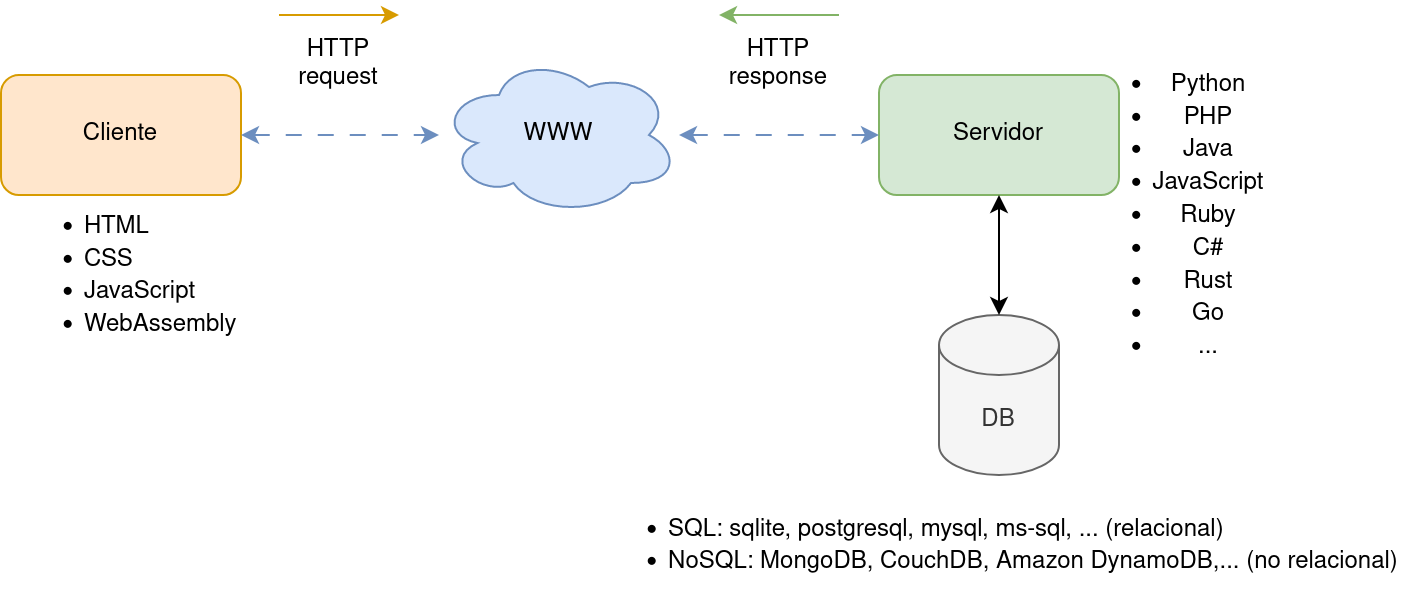 HTTP
request
HTTP
response
Cliente
WWW
Servidor
• HTML
• CSS
• JavaScript
• WebAssembly
• Python
• PHP
• Java
• JavaScript
• Ruby
• C#
• Rust
• Go
• ...
DB
• SQL: sqlite, postgresql, mysql, ms-sql, ... (relacional)
• NoSQL: MongoDB, CouchDB, Amazon DynamoDB,... (no relacional)